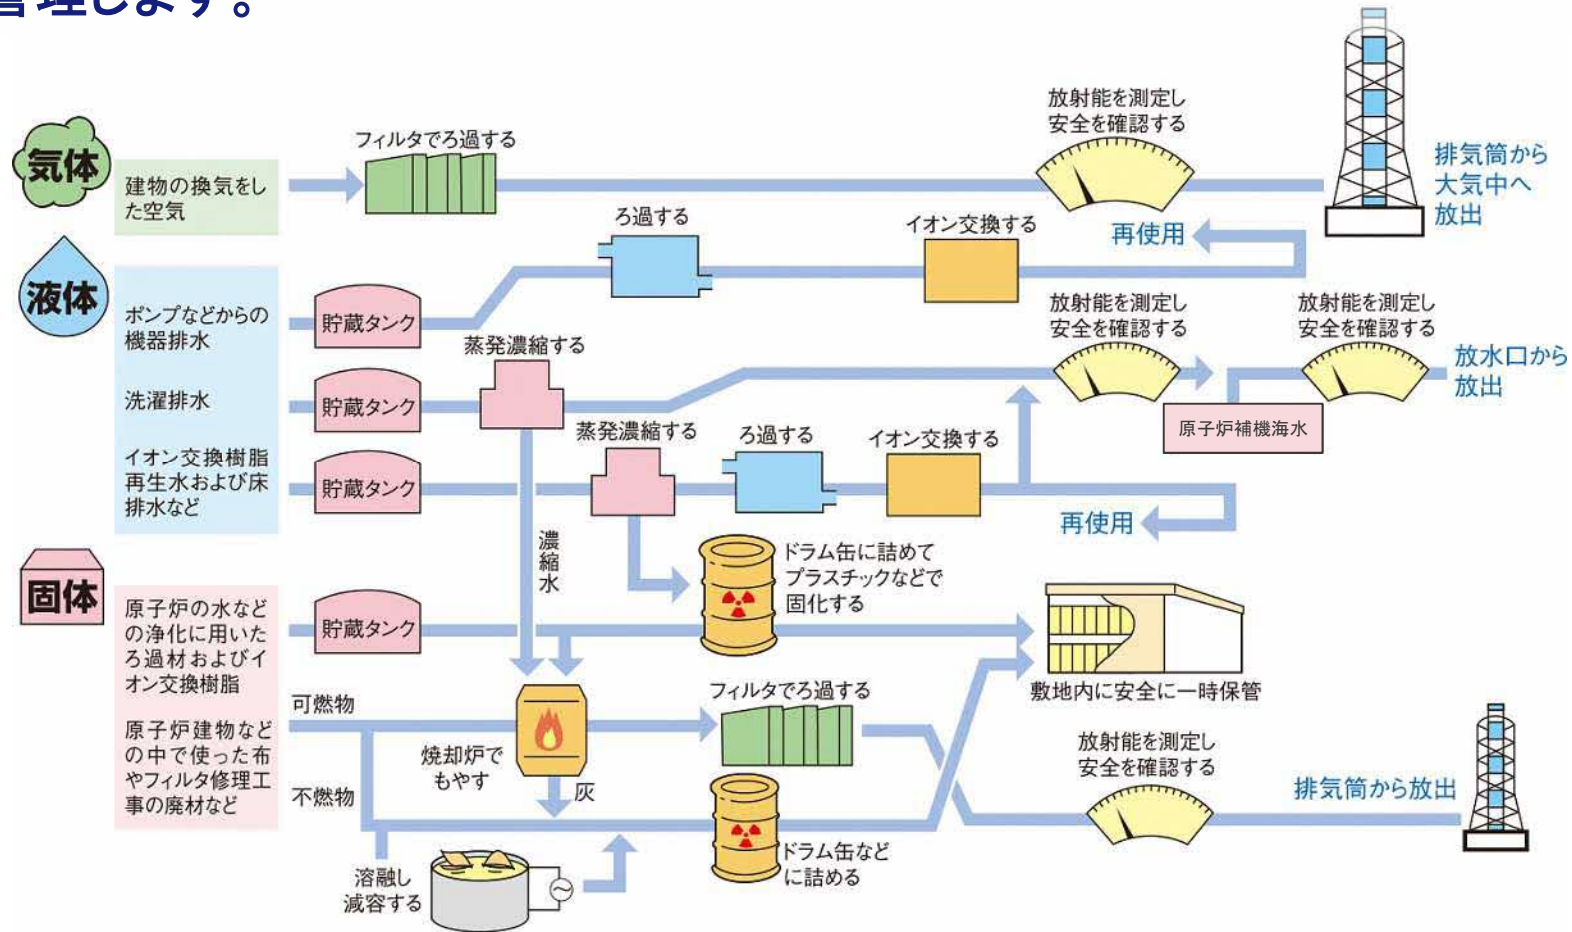 管理します。
気体
建物の換気をし
た空気
フィルタでろ過する
放射能を測定し
安全を確認する
排気筒から
大気中へ
放出
液体
ポンプなどからの
機器排水
貯蔵タンク
ろ過する
イオン交換する
再使用
洗濯排水
貯蔵タンク
蒸発濃縮する
放射能を測定し
安全を確認する
原子炉補機海水
放射能を測定し
安全を確認する
放水口から
放出
イオン交換樹脂
再生水および床
排水など
貯蔵タンク
蒸発濃縮する
ろ過する
イオン交換する
再使用
濃縮水
ドラム缶に詰めて
プラスチックなどで
固化する
固体
原子炉の水など
の浄化に用いた
ろ過材およびイ
オン交換樹脂
貯蔵タンク
敷地内に安全に一時保管
原子炉建物など
の中で使った布
やフィルタ修理工
事の廃材など
可燃物
不燃物
焼却炉で
もやす
灰
フィルタでろ過する
放射能を測定し
安全を確認する
排気筒から放出
溶融し
減容する
ドラム缶など
に詰める